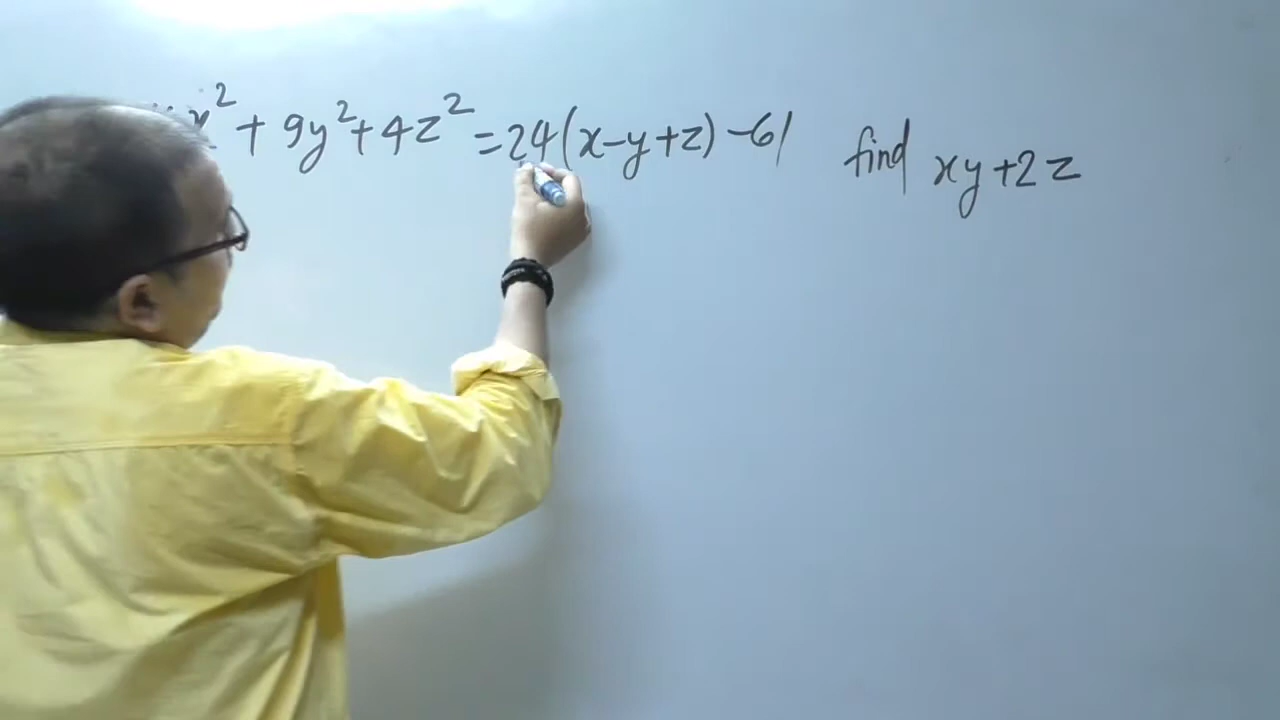 x² + 9y² + 4z² = 24(x-y+z) - 61 find xy+2z